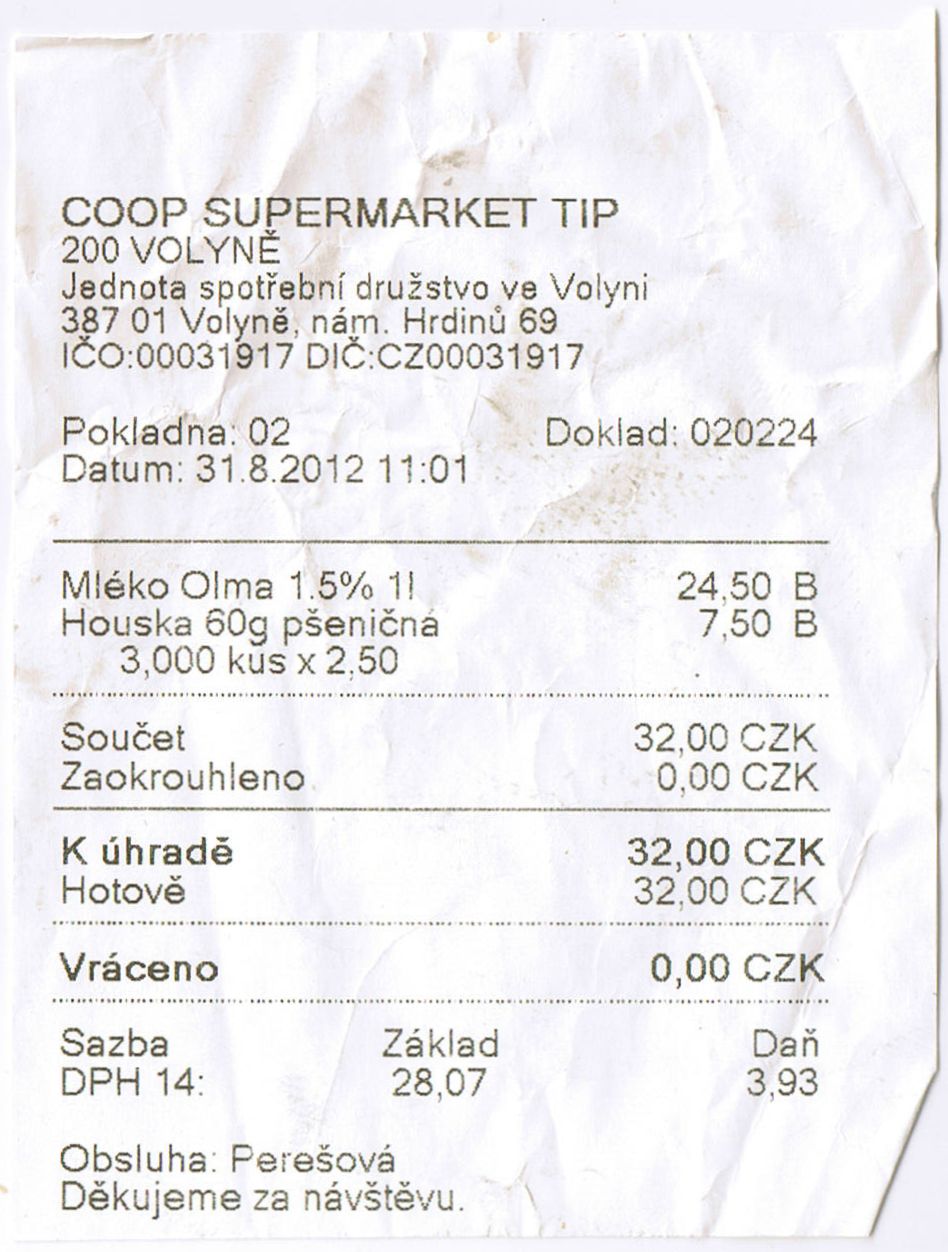 COOP SUPERMARKET TIP
200 VOLYNĚ
Jednota spotřební družstvo ve Volyni
387 01 Volyně, nám. Hrdinů 69
IČO:00031917 DIČ:CZ00031917
Pokladna: 02 Doklad: 020224
Datum: 31.8.2012 11:01
Mléko Olma 1.5% 1l 24,50 B
Houska 60g pšeničná 7,50 B
3,000 kus x 2,50
Součet 32,00 CZK
Zaokrouhleno 0,00 CZK
K úhradě 32,00 CZK
Hotově 32,00 CZK
Vráceno 0,00 CZK
Sazba Základ Daň
DPH 14: 28,07 3,93
Obsluha: Perešová
Děkujeme za návštěvu.